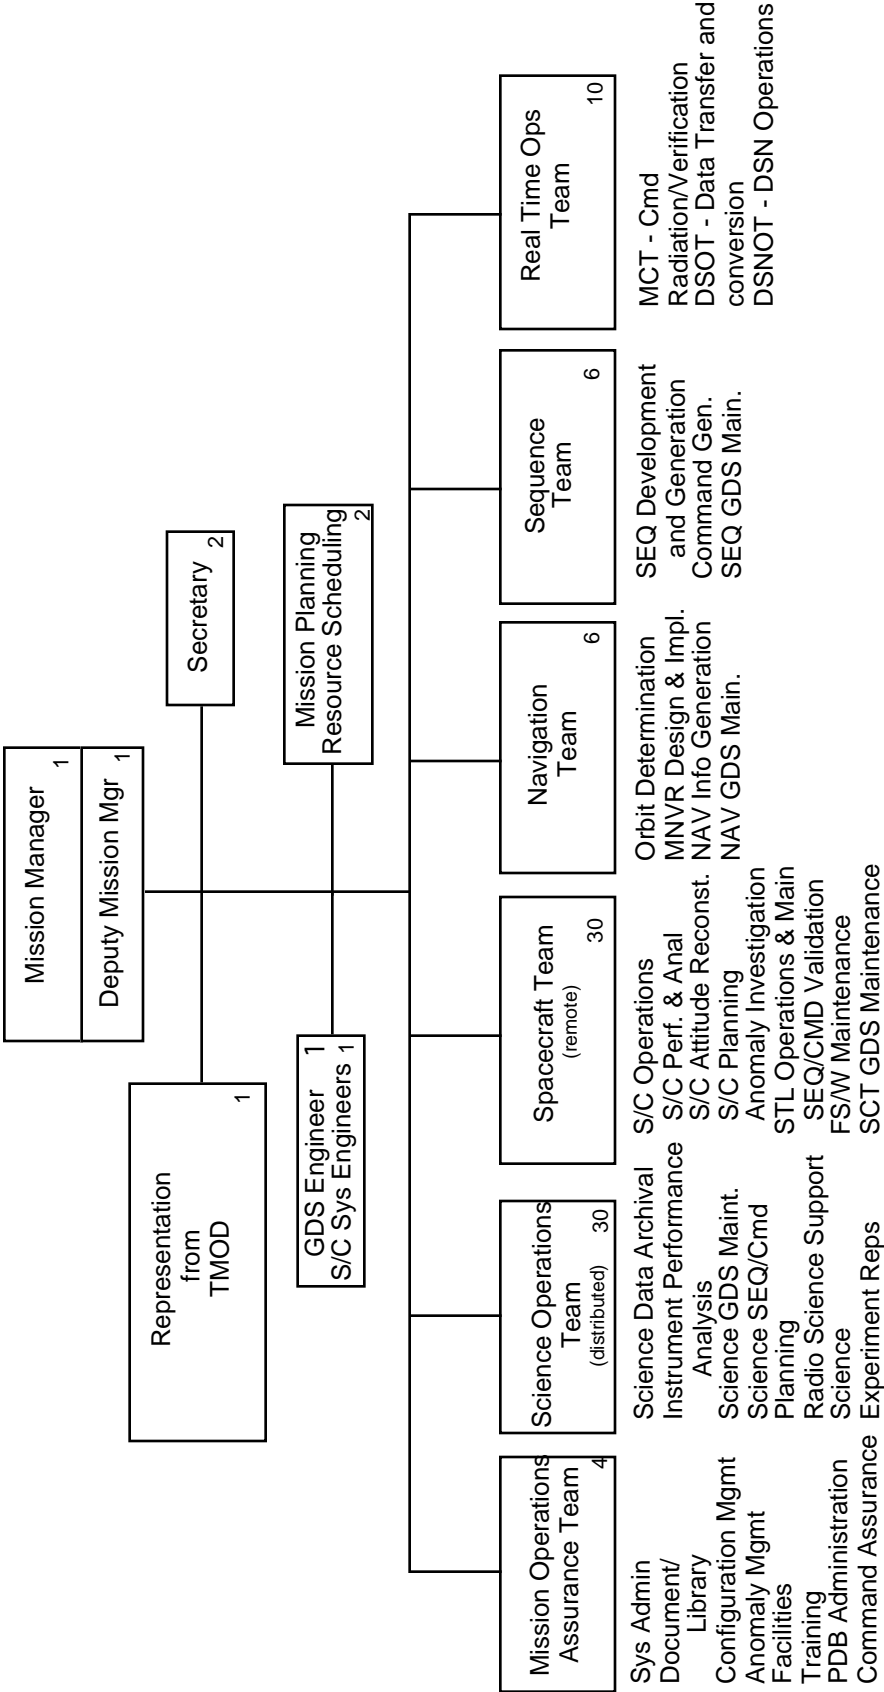 Mission Manager
1
Deputy Mission Mgr
1
Representation
from
TMOD
1
Secretary
2
GDS Engineer 1
S/C Sys Engineers 1
Mission Planning
Resource Scheduling
2
Mission Operations
Assurance Team
4
Sys Admin
Document/
Library
Configuration Mgmt
Anomaly Mgmt
Facilities
Training
PDB Administration
Command Assurance
Science Operations
Team
(distributed)
30
Science Data Archival
Instrument Performance
Analysis
Science GDS Maint.
Science SEQ/Cmd
Planning
Radio Science Support
Science
Experiment Reps
Spacecraft Team
(remote)
30
S/C Operations
S/C Perf. & Anal
S/C Attitude Reconst.
S/C Planning
Anomaly Investigation
STL Operations & Main
SEQ/CMD Validation
FS/W Maintenance
SCT GDS Maintenance
Navigation
Team
6
Orbit Determination
MNVR Design & Impl.
NAV Info Generation
NAV GDS Main.
Sequence
Team
6
SEQ Development
and Generation
Command Gen.
SEQ GDS Main.
Real Time Ops
Team
10
MCT - Cmd
Radiation/Verification
DSOT - Data Transfer and
conversion
DSNOT - DSN Operations